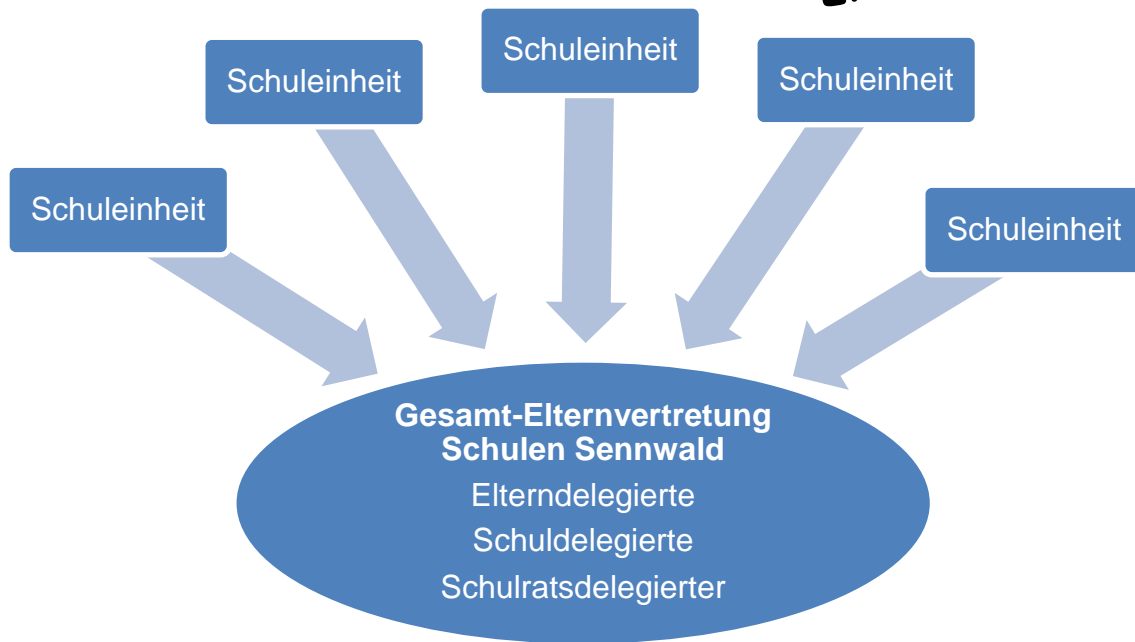 Schuleinheit
Schuleinheit
Schuleinheit
Schuleinheit
Schuleinheit
Gesamt-Elternvertretung
Schulen Sennwald
Elterndelegierte
Schuldelegierte
Schulratsdelegierter